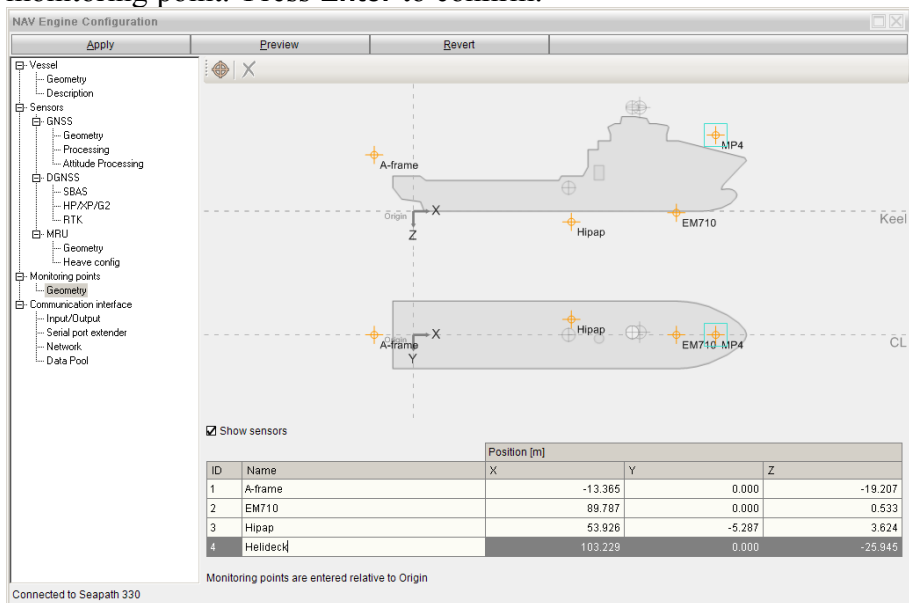 monitoring point. Press Enter to confirm.
NAV Engine Configuration
Apply Preview Revert
Vessel
Geometry
Description
Sensors
GNSS
Geometry
Processing
Attitude Processing
DGNSS
SBAS
HP/XP/G2
RTK
MRU
Geometry
Heave config
Monitoring points
Geometry
Communication interface
Input/Output
Serial port extender
Network
Data Pool
MP4
A-frame
Origin X
Z
Hipap
EM710
Keel
Origin X
Y
A-frame
Hipap
EM710
MP4
CL
Show sensors
Position [m]
ID Name X Y Z
1 A-frame -13.365 0.000 -19.207
2 EM710 89.787 0.000 0.533
3 Hipap 53.926 -5.287 3.624
4 Helideck 103.229 0.000 -25.945
Monitoring points are entered relative to Origin
Connected to Seapath 330